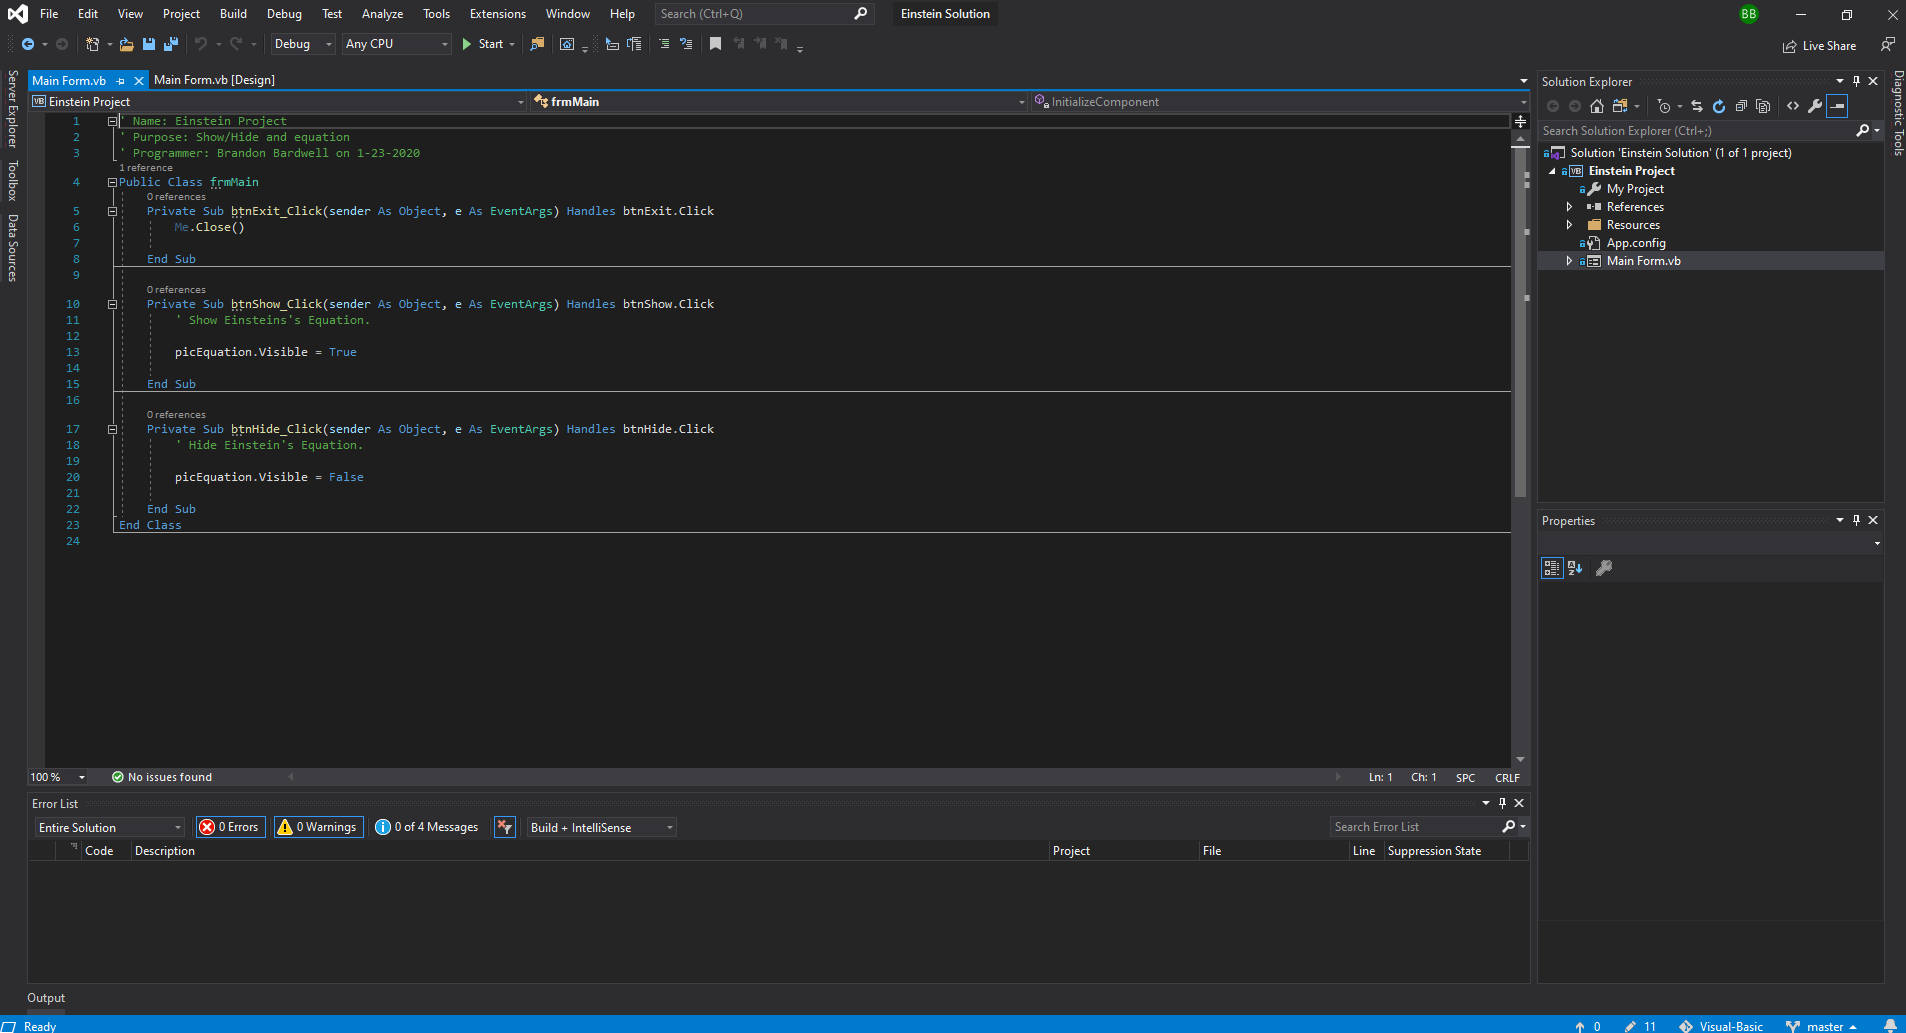 File Edit View Project Build Debug Test Analyze Tools Extensions Window Help Search (Ctrl+Q) Einstein Solution BB
Debug Any CPU Start Live Share
Server Explorer
Toolbox
Data Sources
Main Form.vb Main Form.vb [Design]
VB Einstein Project frmMain InitializeComponent
1 ' Name: Einstein Project
2 ' Purpose: Show/Hide and equation
3 ' Programmer: Brandon Bardwell on 1-23-2020
1 reference
4 Public Class frmMain
0 references
5 Private Sub btnExit_Click(sender As Object, e As EventArgs) Handles btnExit.Click
6 Me.Close()
7
8 End Sub
9
0 references
10 Private Sub btnShow_Click(sender As Object, e As EventArgs) Handles btnShow.Click
11 ' Show Einsteins's Equation.
12
13 picEquation.Visible = True
14
15 End Sub
16
0 references
17 Private Sub btnHide_Click(sender As Object, e As EventArgs) Handles btnHide.Click
18 ' Hide Einstein's Equation.
19
20 picEquation.Visible = False
21
22 End Sub
23 End Class
24
100 % No issues found Ln: 1 Ch: 1 SPC CRLF
Error List
Entire Solution 0 Errors 0 Warnings 0 of 4 Messages Build + IntelliSense Search Error List
Code Description Project File Line Suppression State
Output
Solution Explorer
Search Solution Explorer (Ctrl+;)
Solution 'Einstein Solution' (1 of 1 project)
VB Einstein Project
My Project
References
Resources
App.config
Main Form.vb
Properties
Diagnostic Tools
Ready 0 11 Visual-Basic master